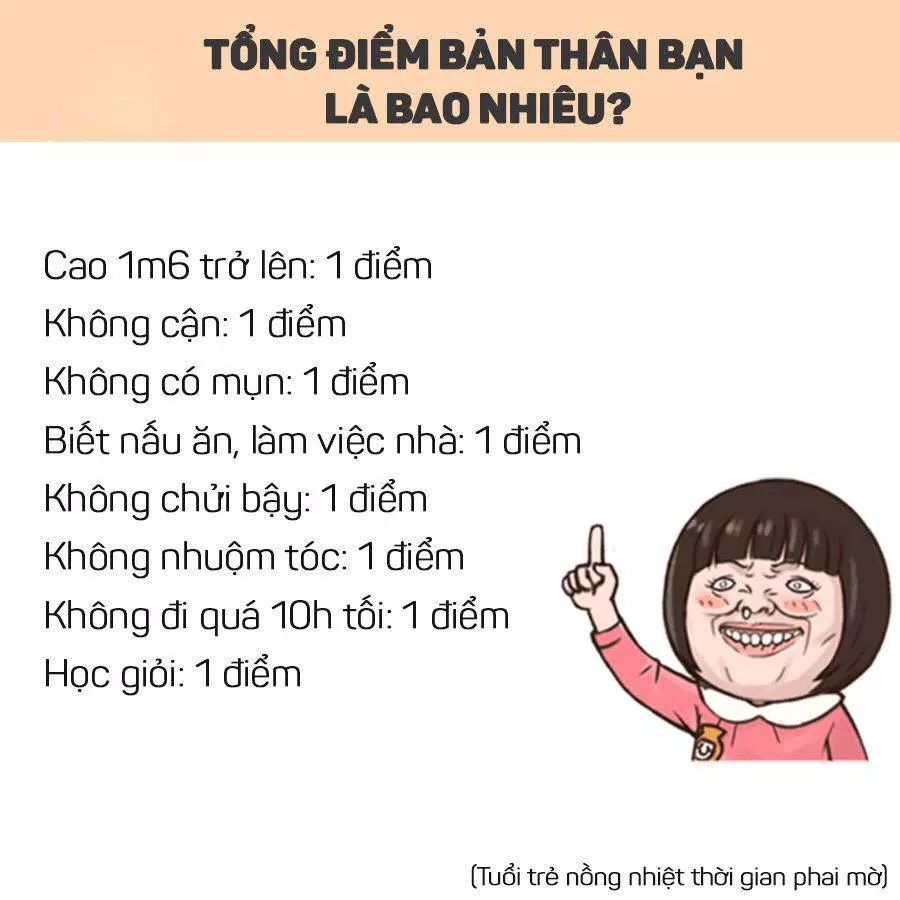 TỔNG ĐIỂM BẢN THÂN BẠN
LÀ BAO NHIÊU?
Cao 1m6 trở lên: 1 điểm
Không cận: 1 điểm
Không có mụn: 1 điểm
Biết nấu ăn, làm việc nhà: 1 điểm
Không chửi bậy: 1 điểm
Không nhuộm tóc: 1 điểm
Không đi quá 10h tối: 1 điểm
Học giỏi: 1 điểm
(Tuổi trẻ nồng nhiệt thời gian phai mờ)